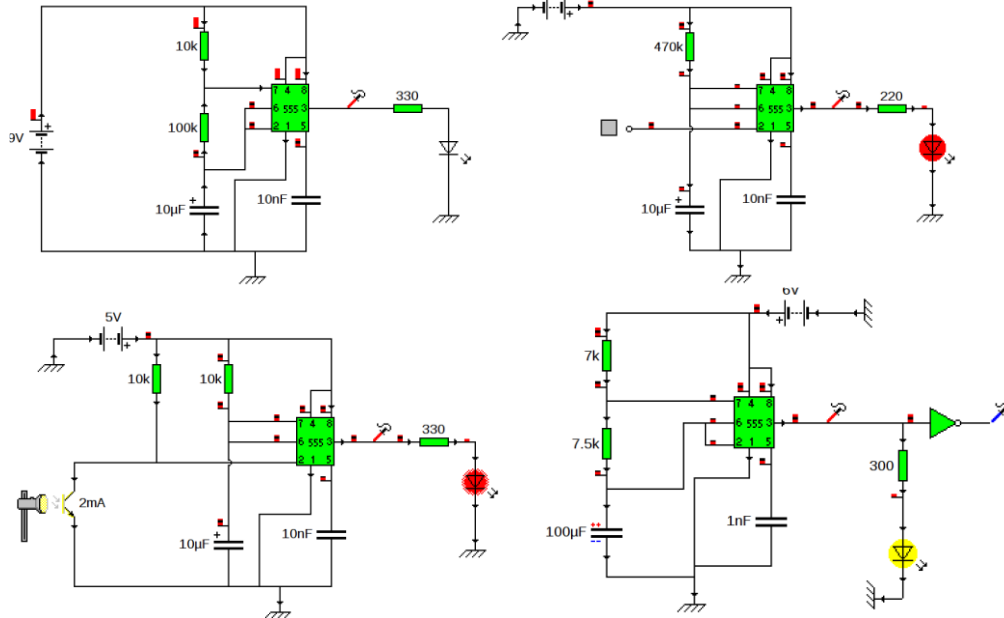 10k
7 4 8
6 555 3
2 1 5
100k
330
9V
+
+
10µF
10nF
+
470k
7 4 8
6 555 3
2 1 5
220
+
10µF
10nF
5V
+
10k
10k
7 4 8
6 555 3
2 1 5
330
2mA
+
10µF
10nF
6V
+
7k
7 4 8
6 555 3
2 1 5
7.5k
300
100µF
++
--
1nF